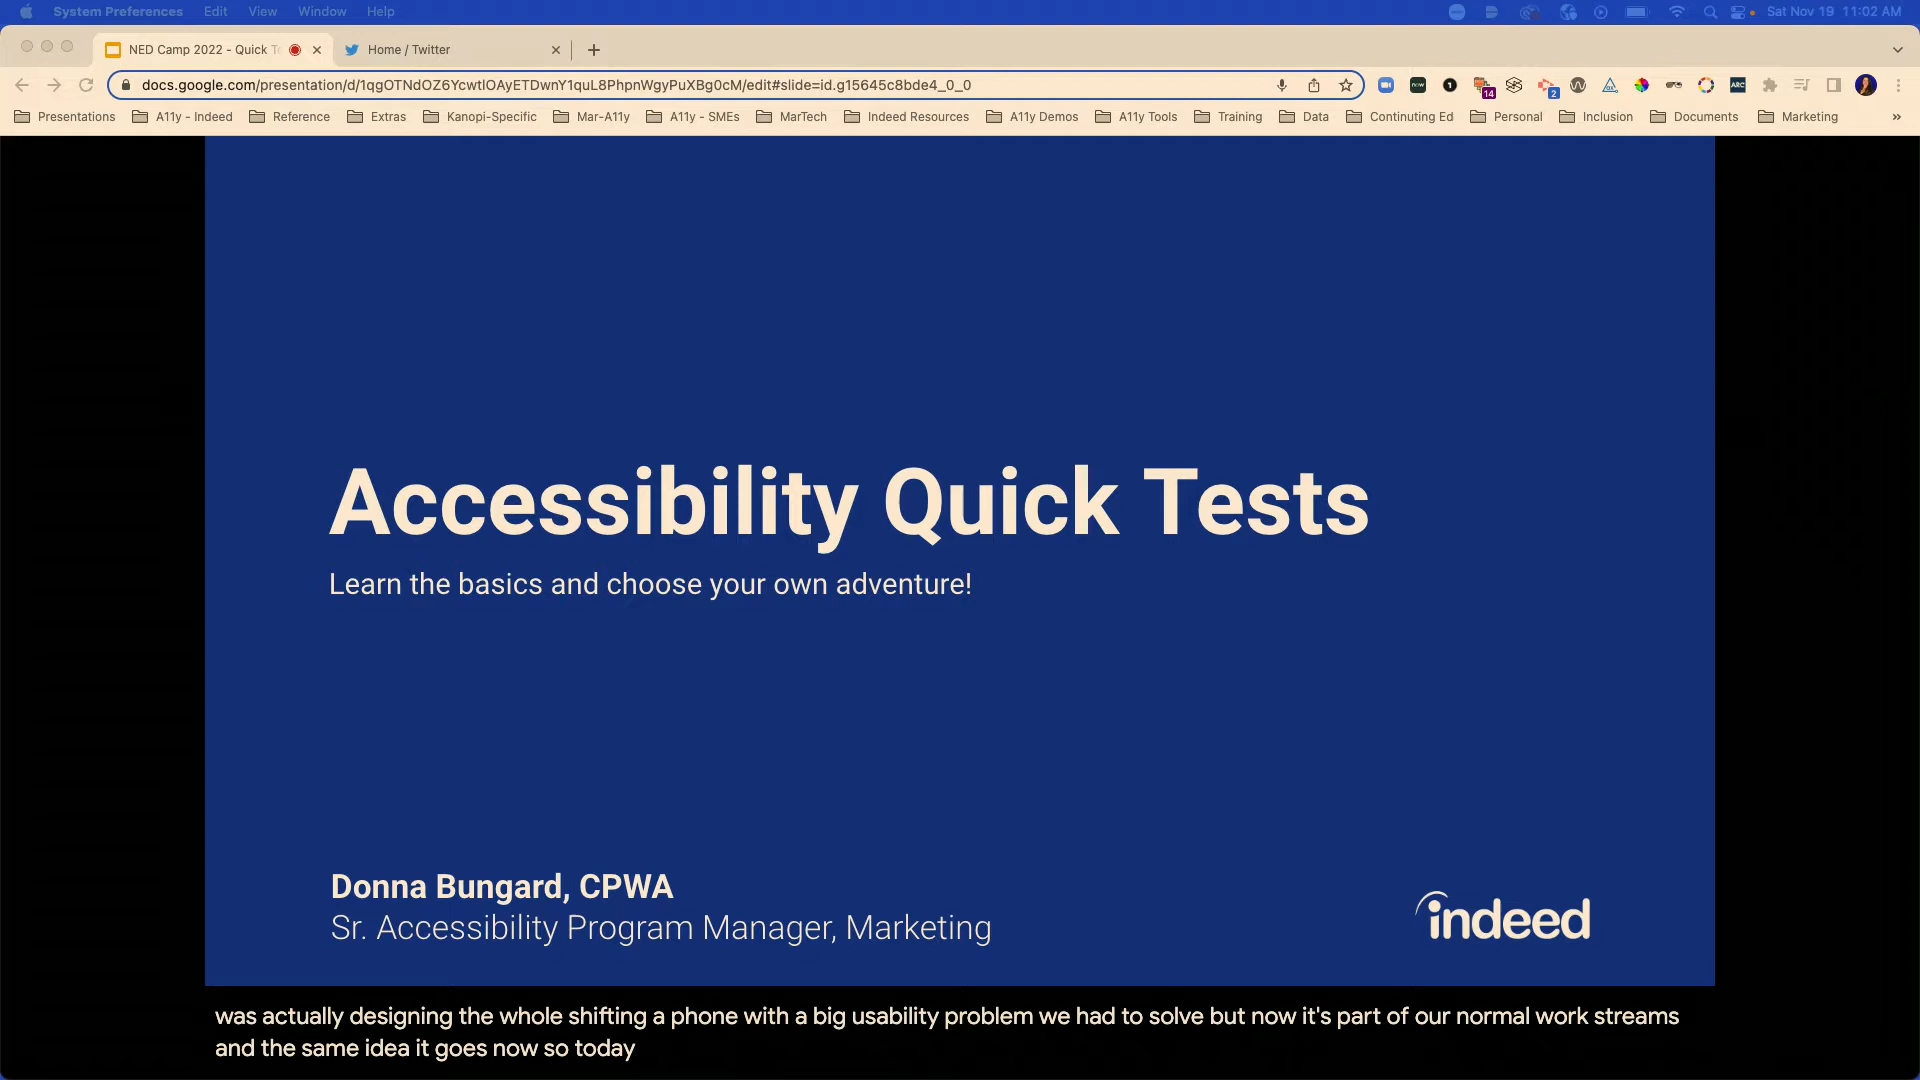 System Preferences Edit View Window Help Sat Nov 19 11:02 AM
NED Camp 2022 - Quick Te Home / Twitter
docs.google.com/presentation/d/1qgOTNdOZ6YcwtlOAyETDwnY1quL8PhpnWgyPuXBg0cM/edit#slide=id.g15645c8bde4_0_0
14 2 ARC
Presentations A11y - Indeed Reference Extras Kanopi-Specific Mar-A11y A11y - SMEs MarTech Indeed Resources A11y Demos A11y Tools Training Data Continuting Ed Personal Inclusion Documents Marketing »
Accessibility Quick Tests
Learn the basics and choose your own adventure!
Donna Bungard, CPWA
Sr. Accessibility Program Manager, Marketing
indeed
was actually designing the whole shifting a phone with a big usability problem we had to solve but now it's part of our normal work streams
and the same idea it goes now so today